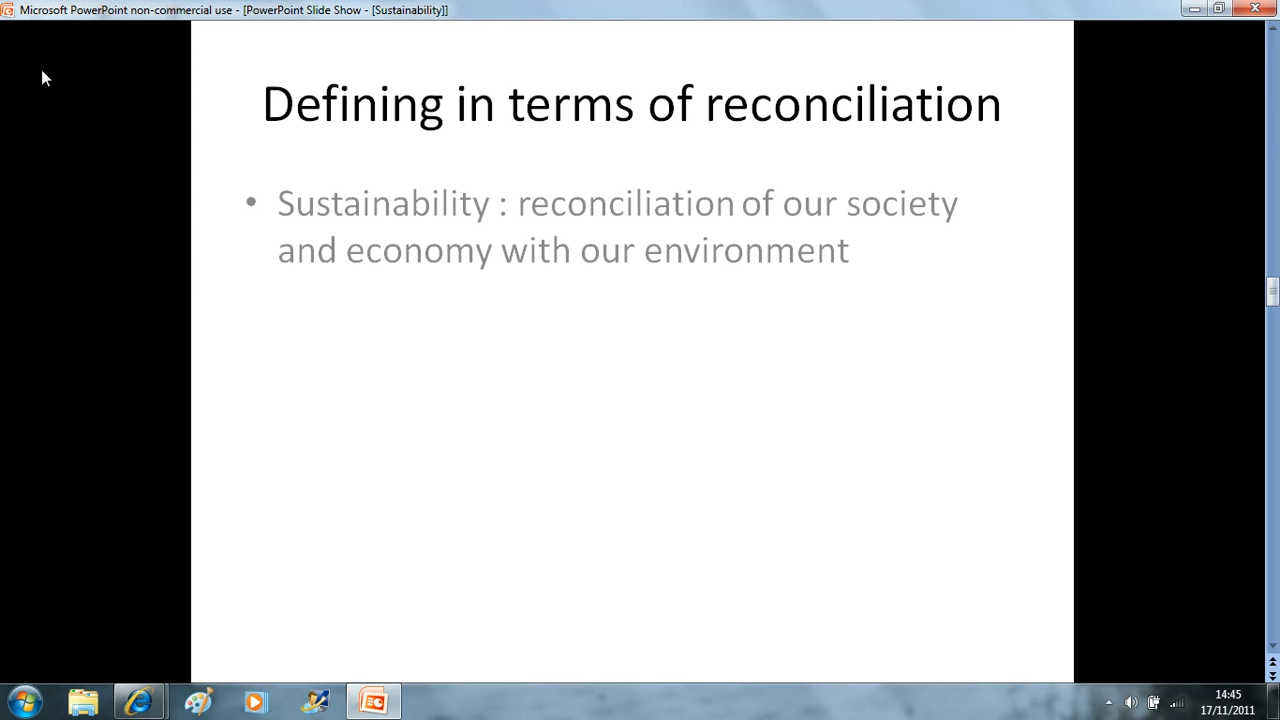 Microsoft PowerPoint non-commercial use - [PowerPoint Slide Show - [Sustainability]]
Defining in terms of reconciliation
• Sustainability : reconciliation of our society
and economy with our environment
14:45
17/11/2011